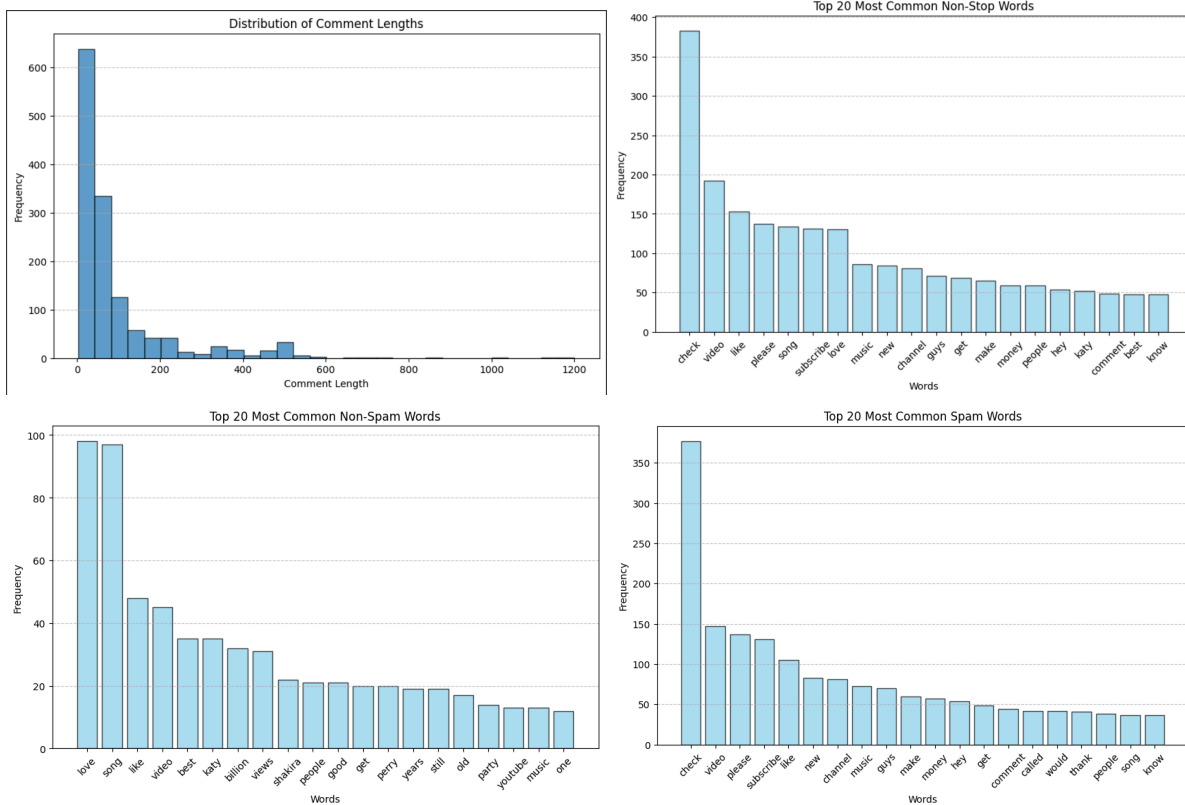 Distribution of Comment Lengths
600
500
400
300
200
100
0
Frequency
0 200 400 600 800 1000 1200
Comment Length
Top 20 Most Common Non-Stop Words
400
350
300
250
200
150
100
50
0
Frequency
check video like please song subscribe love music new channel guys get make money people hey katy comment best know
Words
Top 20 Most Common Non-Spam Words
100
80
60
40
20
0
Frequency
love song like video best katy billion views shakira people good get perry years still old party youtube music one
Words
Top 20 Most Common Spam Words
350
300
250
200
150
100
50
0
Frequency
check video please subscribe like new channel music guys make money hey get comment called would thank people song know
Words